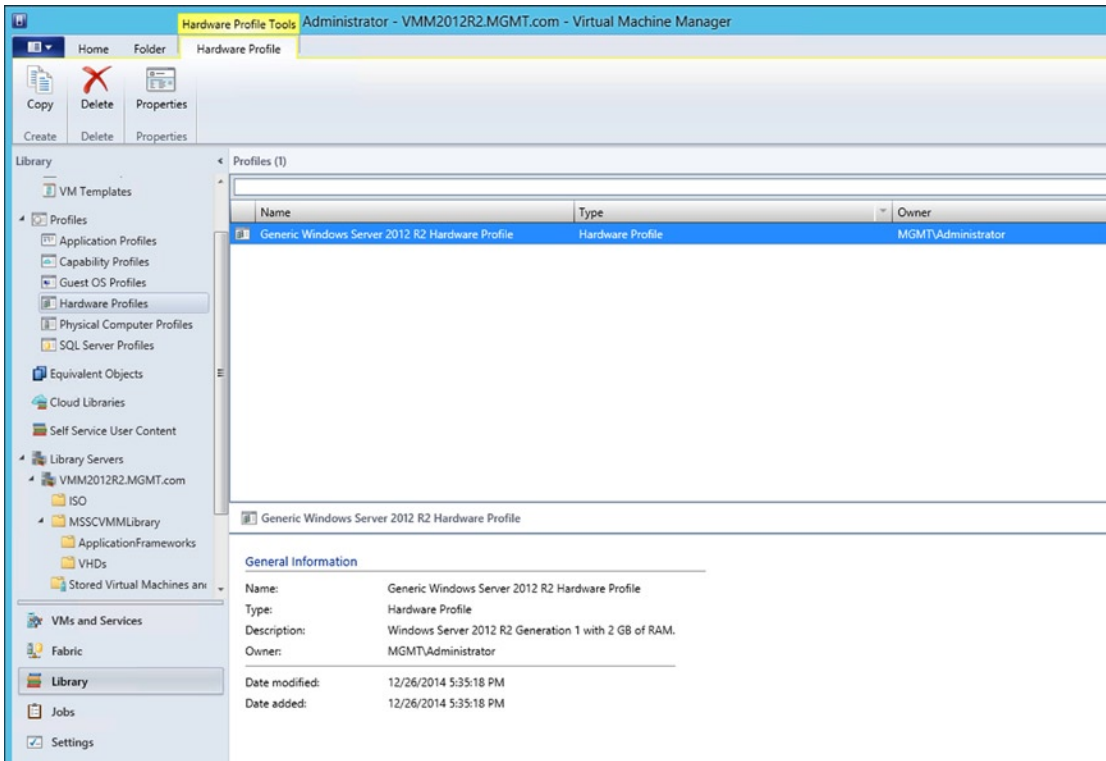 Hardware Profile Tools Administrator - VMM2012R2.MGMT.com - Virtual Machine Manager
Home Folder Hardware Profile
Copy Delete Properties
Create Delete Properties
Library
VM Templates
Profiles
Application Profiles
Capability Profiles
Guest OS Profiles
Hardware Profiles
Physical Computer Profiles
SQL Server Profiles
Equivalent Objects
Cloud Libraries
Self Service User Content
Library Servers
VMM2012R2.MGMT.com
ISO
MSSCVMMLibrary
ApplicationFrameworks
VHDs
Stored Virtual Machines
VMs and Services
Fabric
Library
Jobs
Settings
Profiles (1)
Name Type Owner
Generic Windows Server 2012 R2 Hardware Profile Hardware Profile MGMT\Administrator
Generic Windows Server 2012 R2 Hardware Profile
General Information
Name: Generic Windows Server 2012 R2 Hardware Profile
Type: Hardware Profile
Description: Windows Server 2012 R2 Generation 1 with 2 GB of RAM.
Owner: MGMT\Administrator
Date modified: 12/26/2014 5:35:18 PM
Date added: 12/26/2014 5:35:18 PM